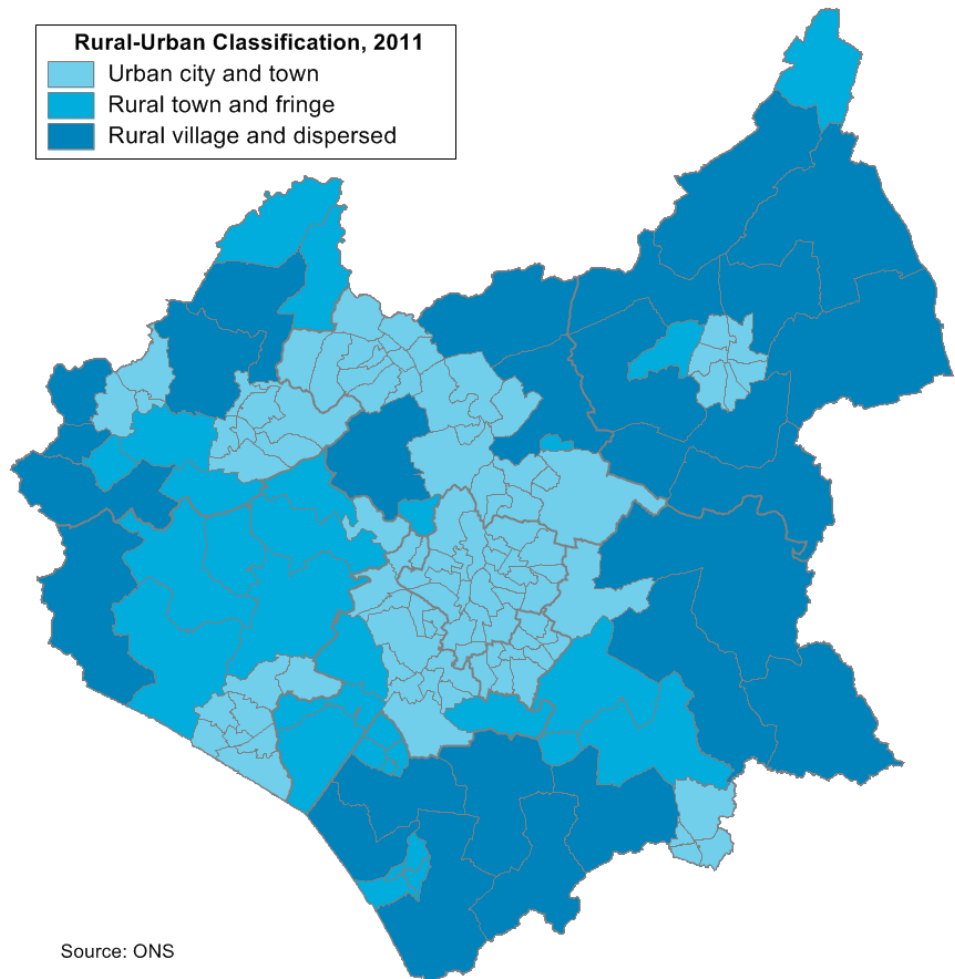 Rural-Urban Classification, 2011
Urban city and town
Rural town and fringe
Rural village and dispersed
Source: ONS